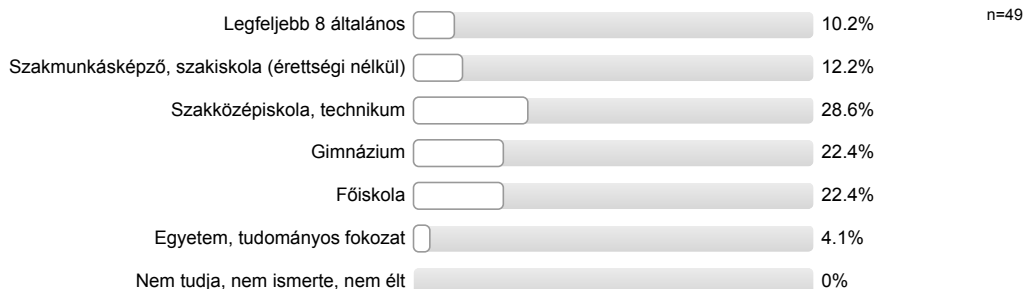 Legfeljebb 8 általános 10.2% n=49
Szakmunkásképző, szakiskola (érettségi nélkül) 12.2%
Szakközépiskola, technikum 28.6%
Gimnázium 22.4%
Főiskola 22.4%
Egyetem, tudományos fokozat 4.1%
Nem tudja, nem ismerte, nem élt 0%